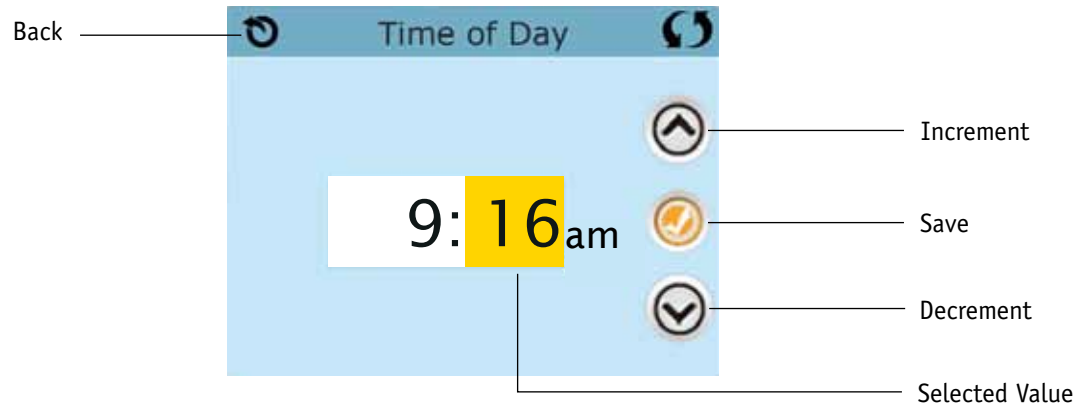 Back
Time of Day
Increment
9:16am
Save
Decrement
Selected Value